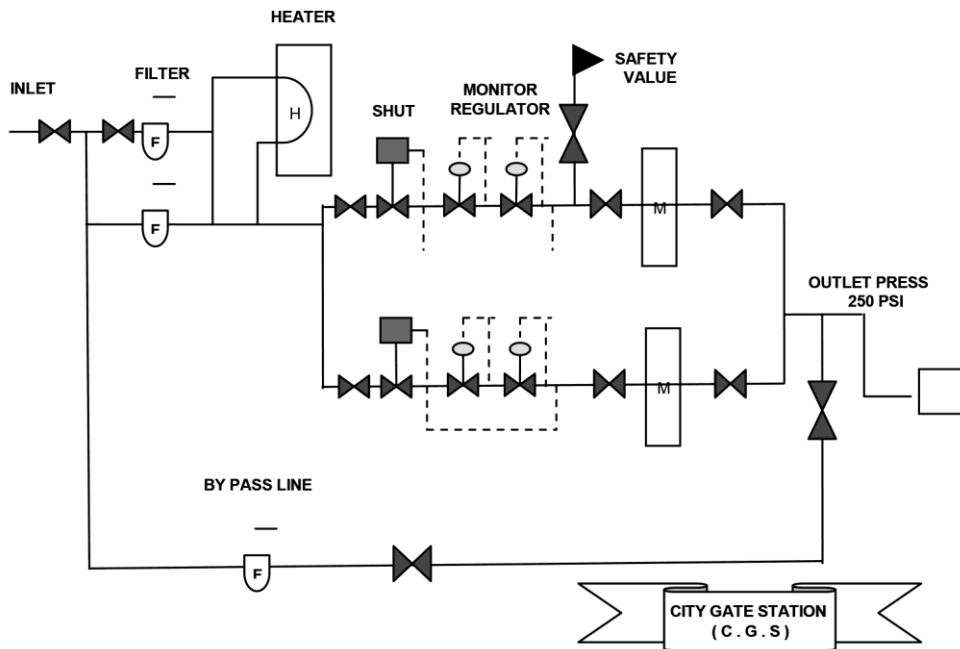 HEATER
SAFETY
VALUE
INLET
FILTER
MONITOR
REGULATOR
SHUT
H
F
F
M
OUTLET PRESS
250 PSI
M
BY PASS LINE
F
CITY GATE STATION
( C . G . S )